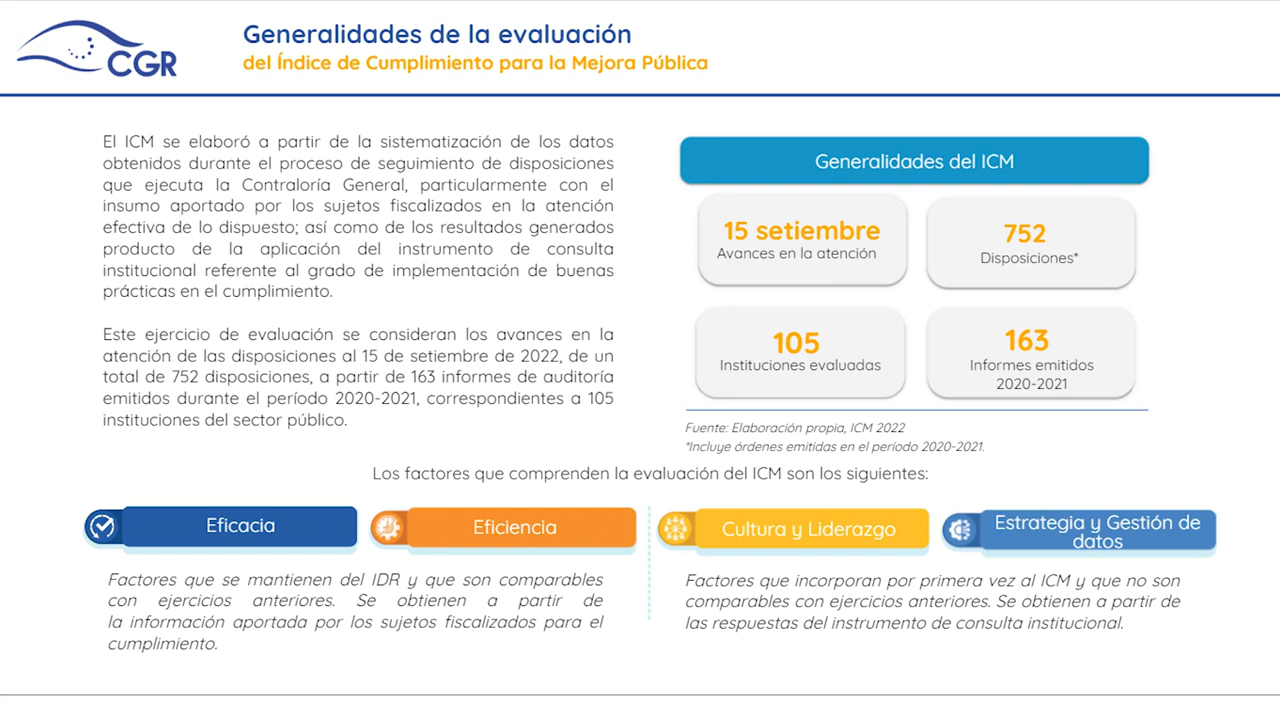 CGR
Generalidades de la evaluación
del Índice de Cumplimiento para la Mejora Pública
El ICM se elaboró a partir de la sistematización de los datos
obtenidos durante el proceso de seguimiento de disposiciones
que ejecuta la Contraloría General, particularmente con el
insumo aportado por los sujetos fiscalizados en la atención
efectiva de lo dispuesto; así como de los resultados generados
producto de la aplicación del instrumento de consulta
institucional referente al grado de implementación de buenas
prácticas en el cumplimiento.
Este ejercicio de evaluación se consideran los avances en la
atención de las disposiciones al 15 de setiembre de 2022, de un
total de 752 disposiciones, a partir de 163 informes de auditoría
emitidos durante el período 2020-2021, correspondientes a 105
instituciones del sector público.
Generalidades del ICM
15 setiembre
Avances en la atención
752
Disposiciones*
105
Instituciones evaluadas
163
Informes emitidos
2020-2021
Fuente: Elaboración propia, ICM 2022
*Incluye órdenes emitidas en el período 2020-2021.
Los factores que comprenden la evaluación del ICM son los siguientes:
Eficacia
Eficiencia
Factores que se mantienen del IDR y que son comparables
con ejercicios anteriores. Se obtienen a partir de
la información aportada por los sujetos fiscalizados para el
cumplimiento.
Cultura y Liderazgo
Estrategia y Gestión de
datos
Factores que incorporan por primera vez al ICM y que no son
comparables con ejercicios anteriores. Se obtienen a partir de
las respuestas del instrumento de consulta institucional.